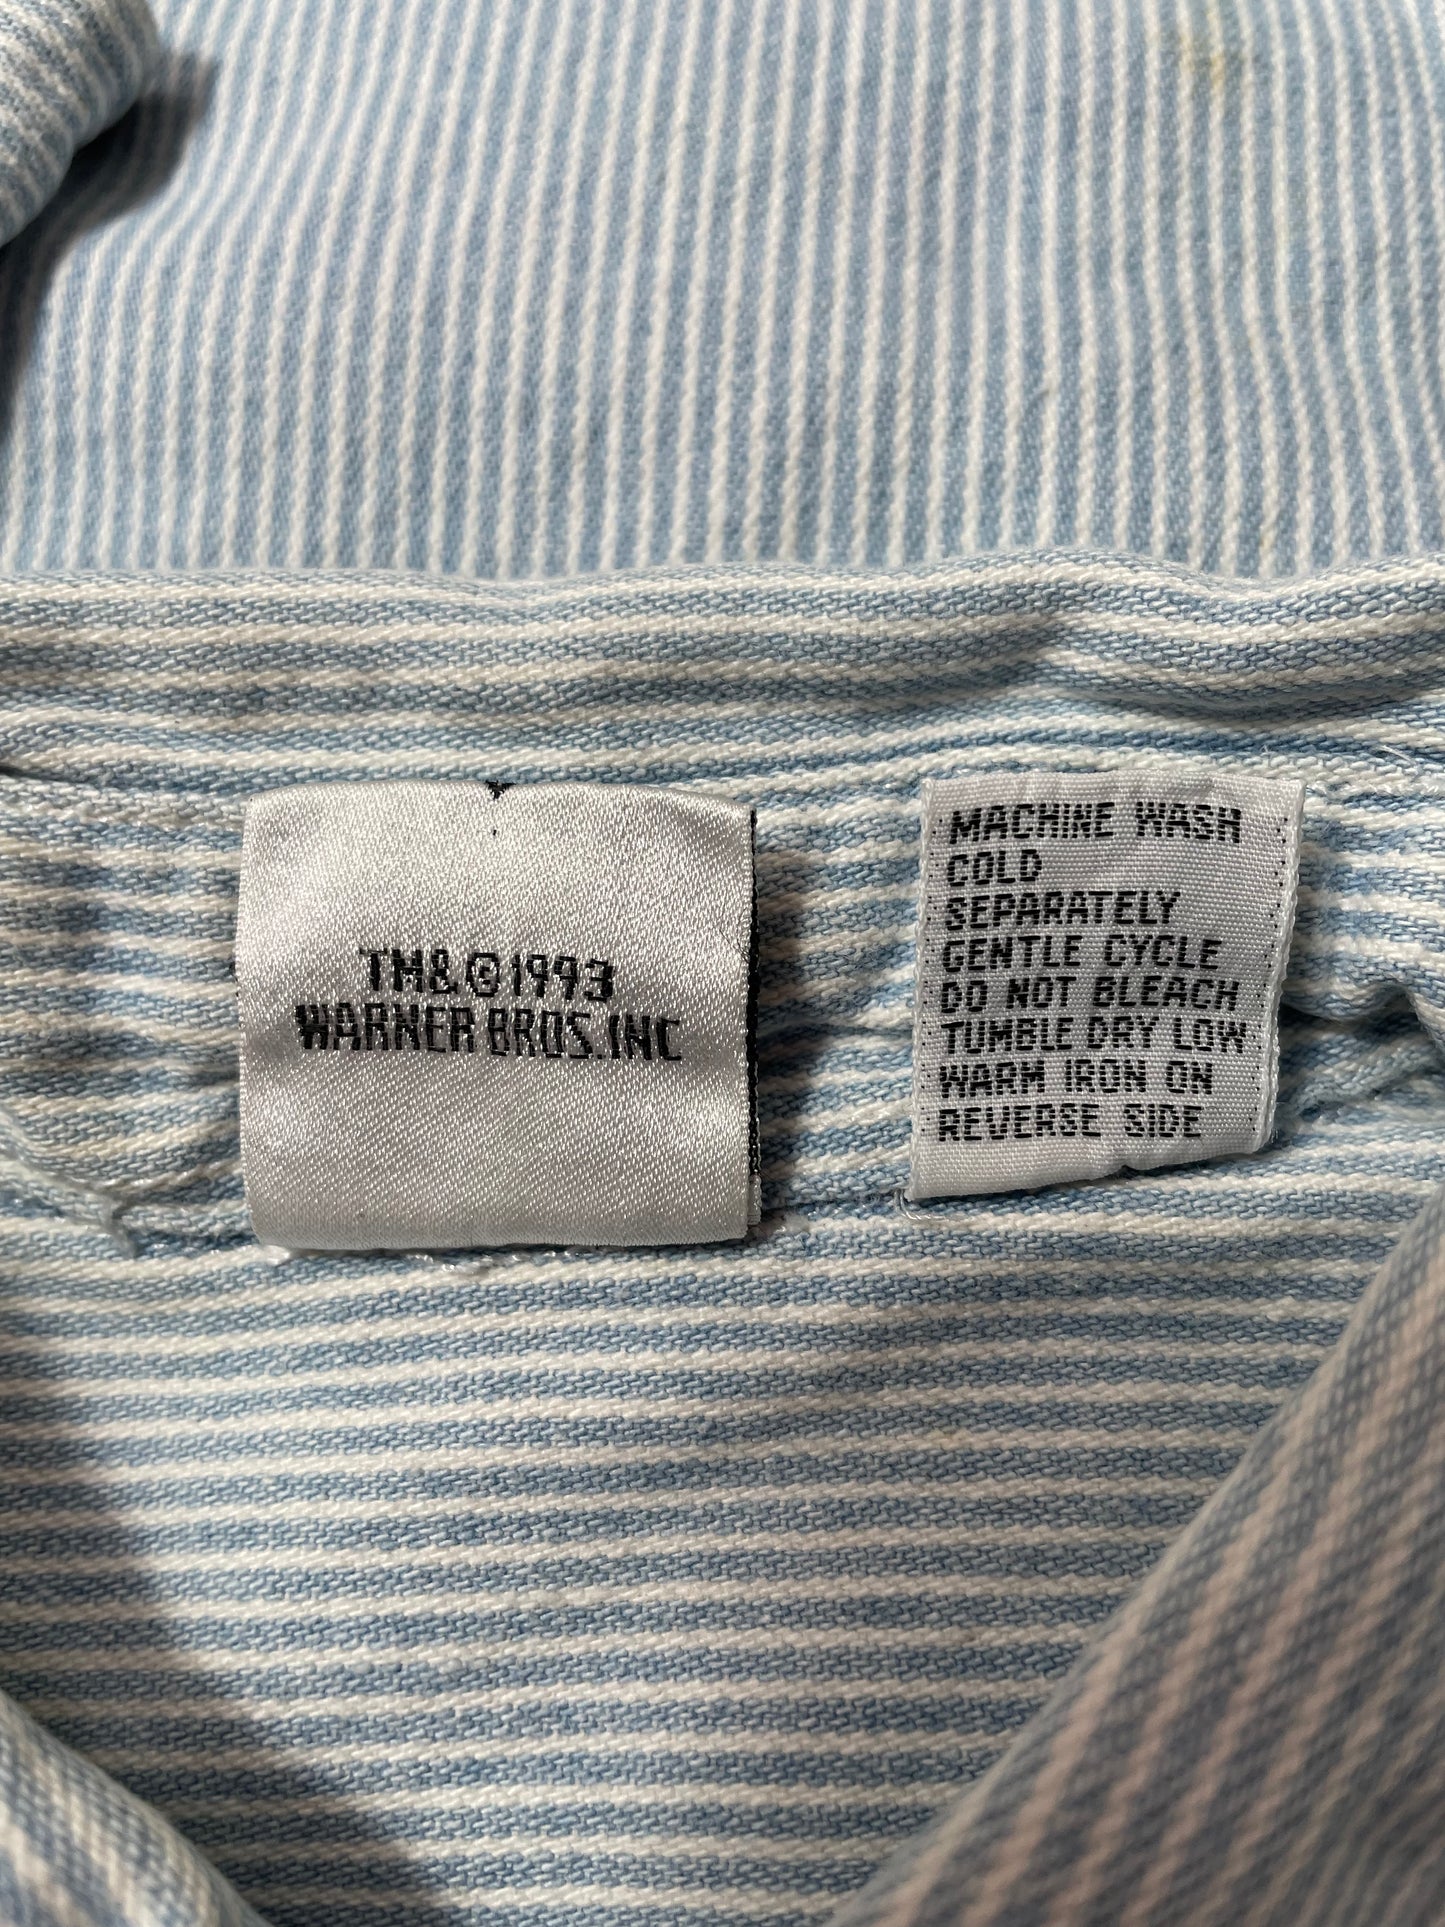 TM&©1993
WARNER BROS.INC
MACHINE WASH
COLD
SEPARATELY
GENTLE CYCLE
DO NOT BLEACH
TUMBLE DRY LOW
WARM IRON ON
REVERSE SIDE